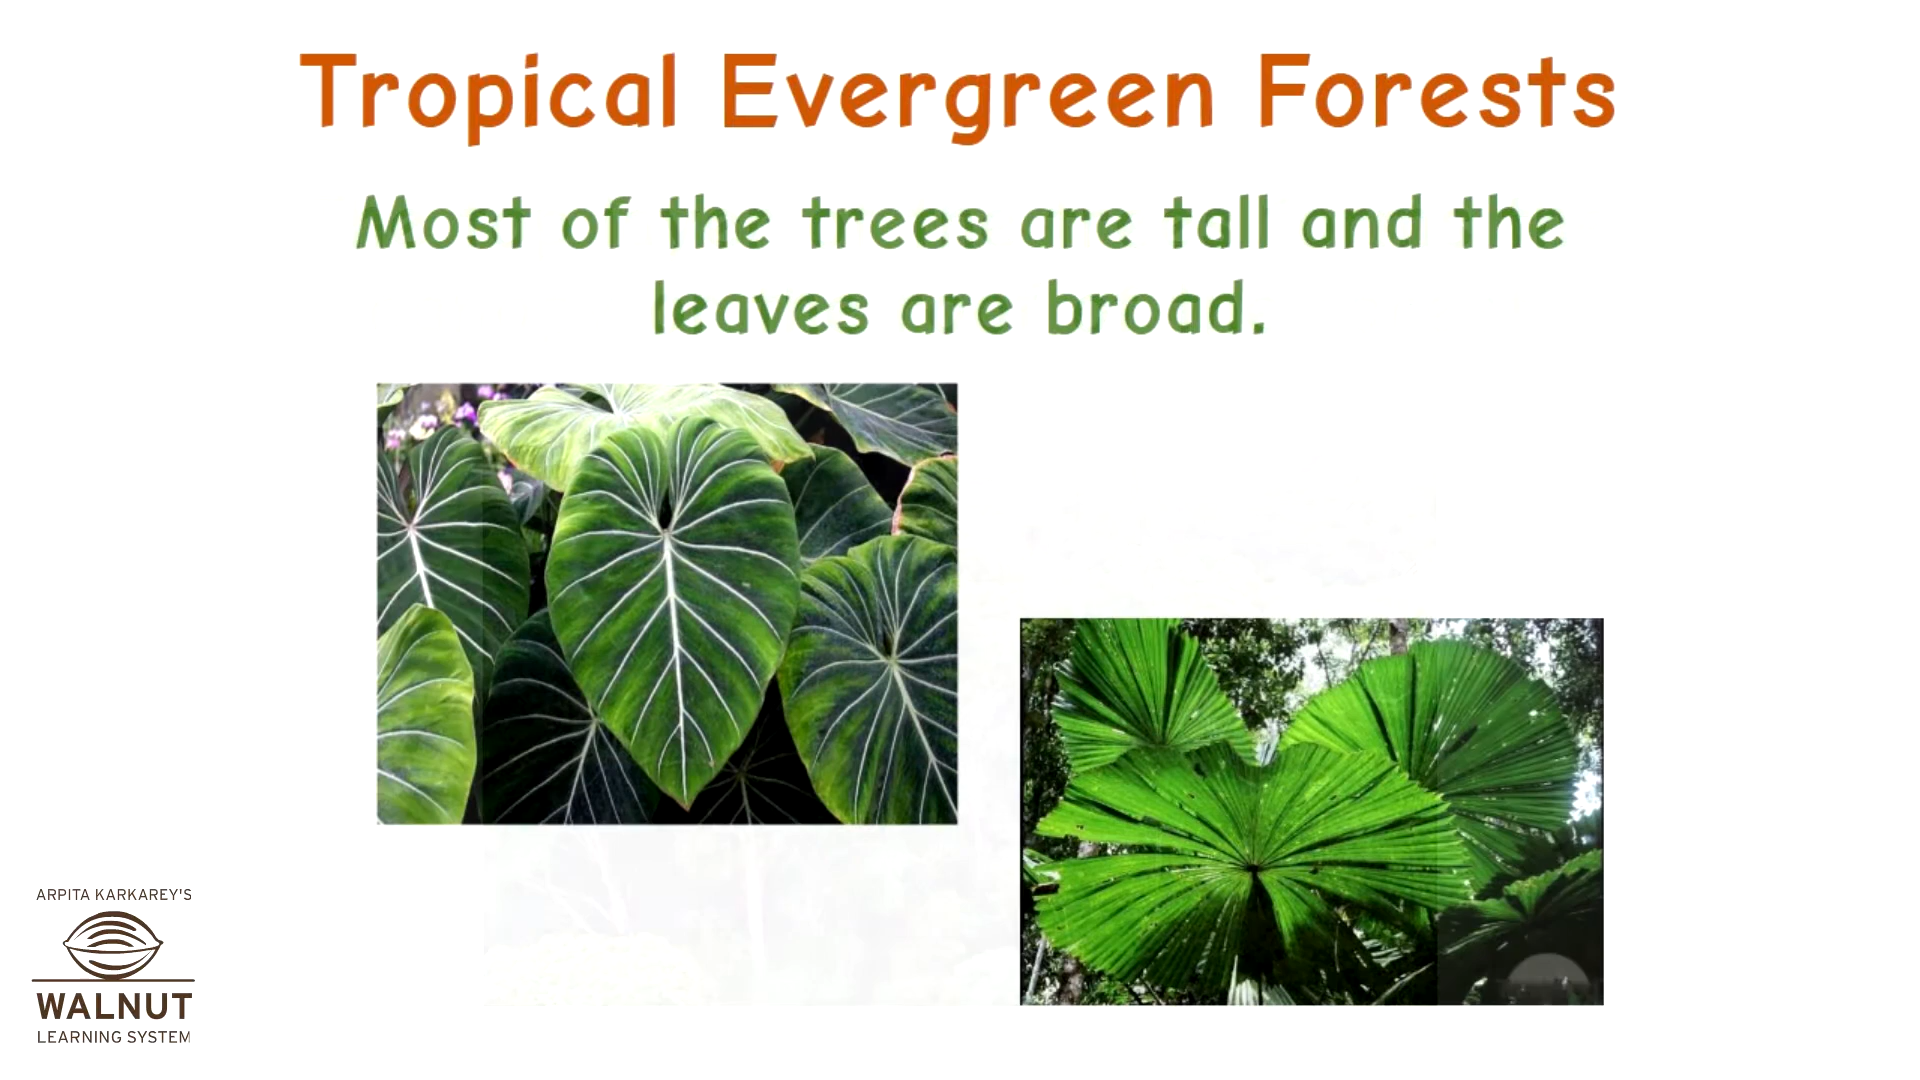 Tropical Evergreen Forests
Most of the trees are tall and the
leaves are broad.
ARPITA KARKAREY'S
WALNUT
LEARNING SYSTEM